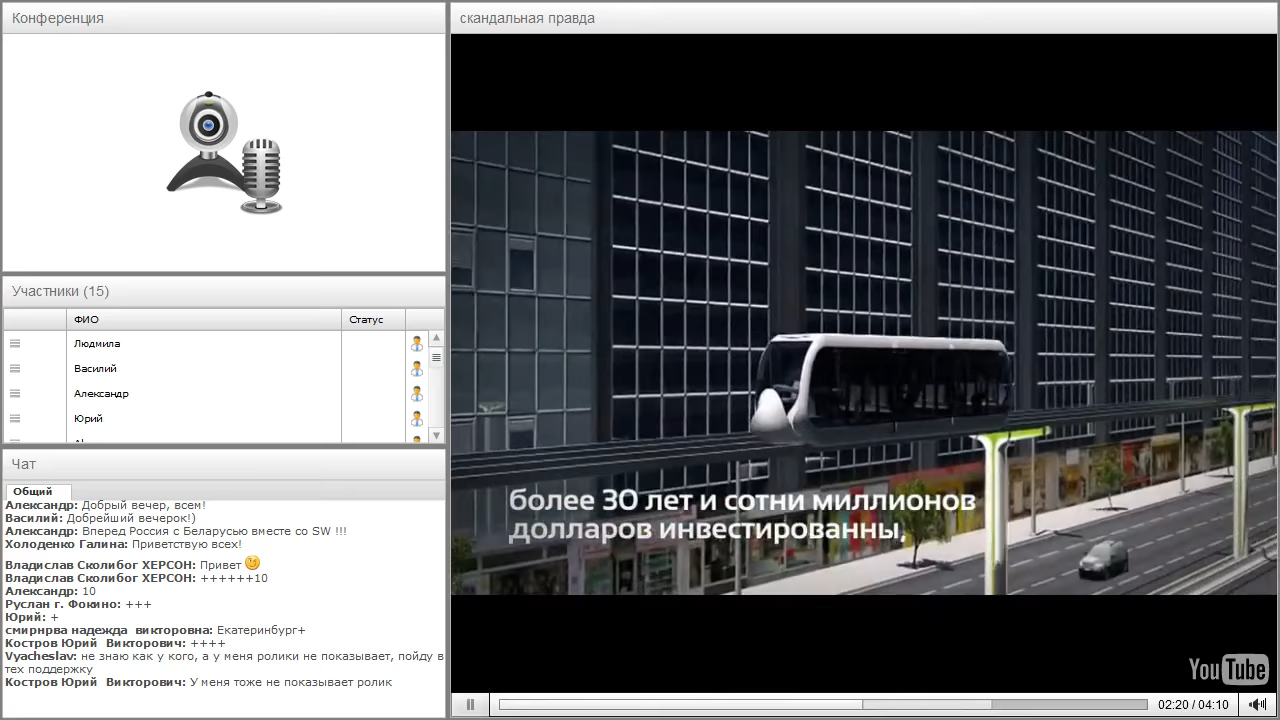 Конференция
скандальная правда
Участники (15)
ФИО
Статус
Людмила
Василий
Александр
Юрий
Чат
Общий
Александр: Добрый вечер, всем!
Василий: Добрейший вечерок!)
Александр: Вперед Россия с Беларусью вместе со SW !!!
Холоденко Галина: Приветствую всех!
Владислав Сколибог ХЕРСОН: Привет
Владислав Сколибог ХЕРСОН: ++++++10
Александр: 10
Руслан г. Фокино: +++
Юрий: +
смирнрва надежда викторовна: Екатеринбург+
Костров Юрий Викторович: ++++
Vyacheslav: не знаю как у кого, а у меня ролики не показывает, пойду в
тех поддержку
Костров Юрий Викторович: У меня тоже не показывает ролик
более 30 лет и сотни миллионов
долларов инвестированны,
YouTube
02:20 / 04:10